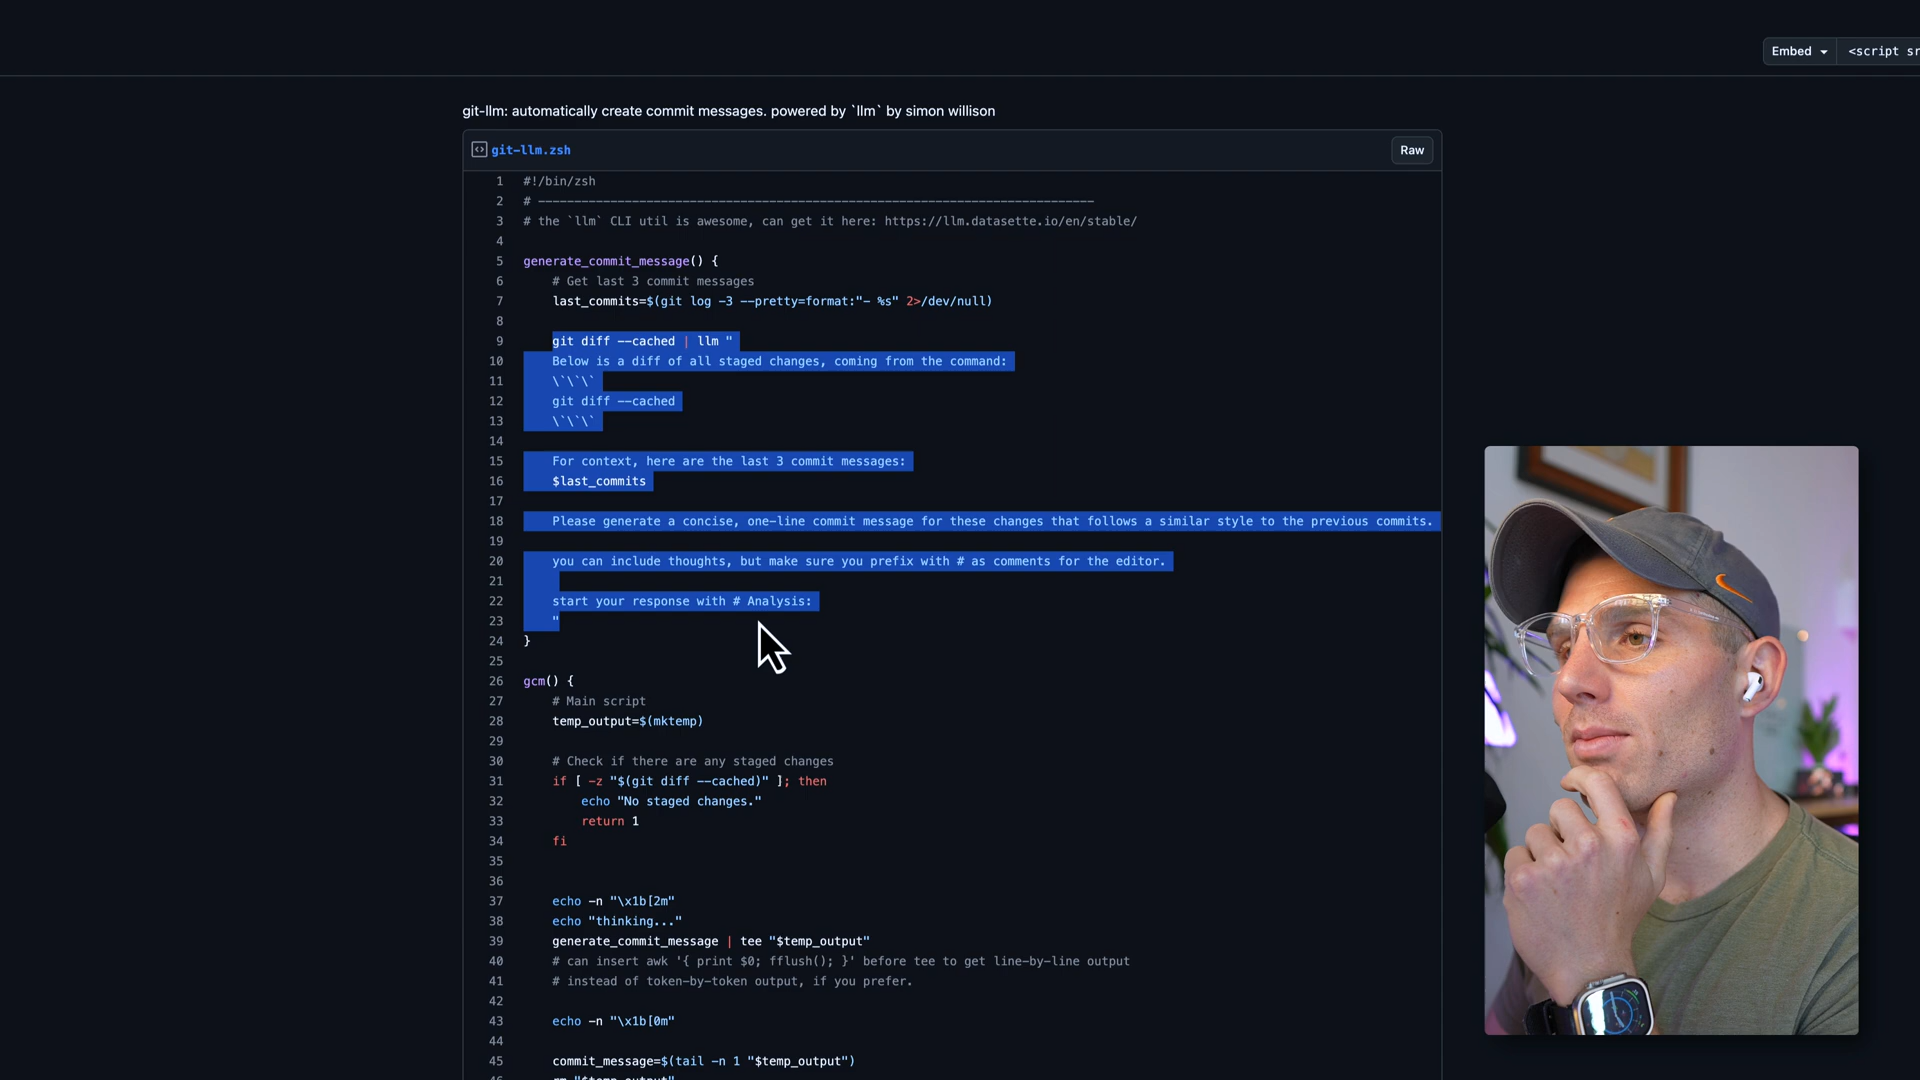 Embed
<script sr
git-llm: automatically create commit messages. powered by `llm` by simon willison
git-llm.zsh
Raw
1 #!/bin/zsh
2 # -----------------------------------------------------------------------------
3 # the `llm` CLI util is awesome, can get it here: https://llm.datasette.io/en/stable/
4
5 generate_commit_message() {
6 # Get last 3 commit messages
7 last_commits=$(git log -3 --pretty=format:"- %s" 2>/dev/null)
8
9 git diff --cached | llm "
10 Below is a diff of all staged changes, coming from the command:
11 \`\`\`
12 git diff --cached
13 \`\`\`
14
15 For context, here are the last 3 commit messages:
16 $last_commits
17
18 Please generate a concise, one-line commit message for these changes that follows a similar style to the previous commits.
19
20 you can include thoughts, but make sure you prefix with # as comments for the editor.
21
22 start your response with # Analysis:
23 "
24 }
25
26 gcm() {
27 # Main script
28 temp_output=$(mktemp)
29
30 # Check if there are any staged changes
31 if [ -z "$(git diff --cached)" ]; then
32 echo "No staged changes."
33 return 1
34 fi
35
36
37 echo -n "\x1b[2m"
38 echo "thinking..."
39 generate_commit_message | tee "$temp_output"
40 # can insert awk '{ print $0; fflush(); }' before tee to get line-by-line output
41 # instead of token-by-token output, if you prefer.
42
43 echo -n "\x1b[0m"
44
45 commit_message=$(tail -n 1 "$temp_output")